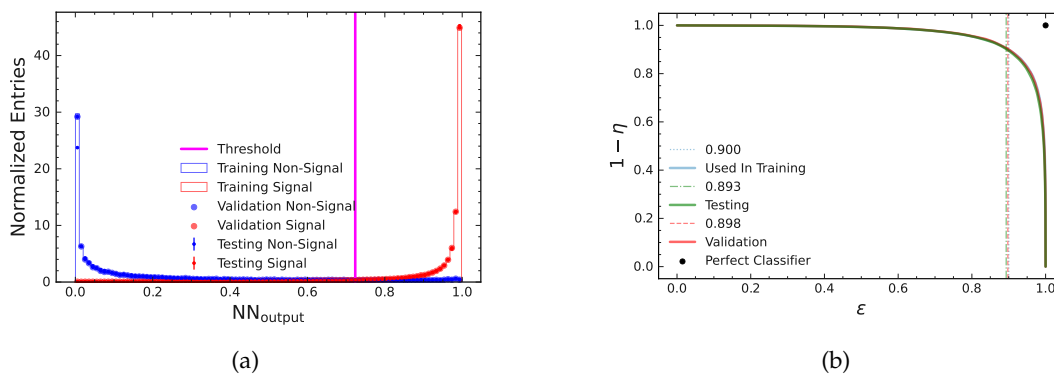 Normalized Entries
40
30
20
10
0
Threshold
Training Non-Signal
Training Signal
Validation Non-Signal
Validation Signal
Testing Non-Signal
Testing Signal
0.0 0.2 0.4 0.6 0.8 1.0
NN_output
(a)
1 − η
1.0
0.8
0.6
0.4
0.2
0.0
0.900
Used In Training
0.893
Testing
0.898
Validation
Perfect Classifier
0.0 0.2 0.4 0.6 0.8 1.0
ε
(b)